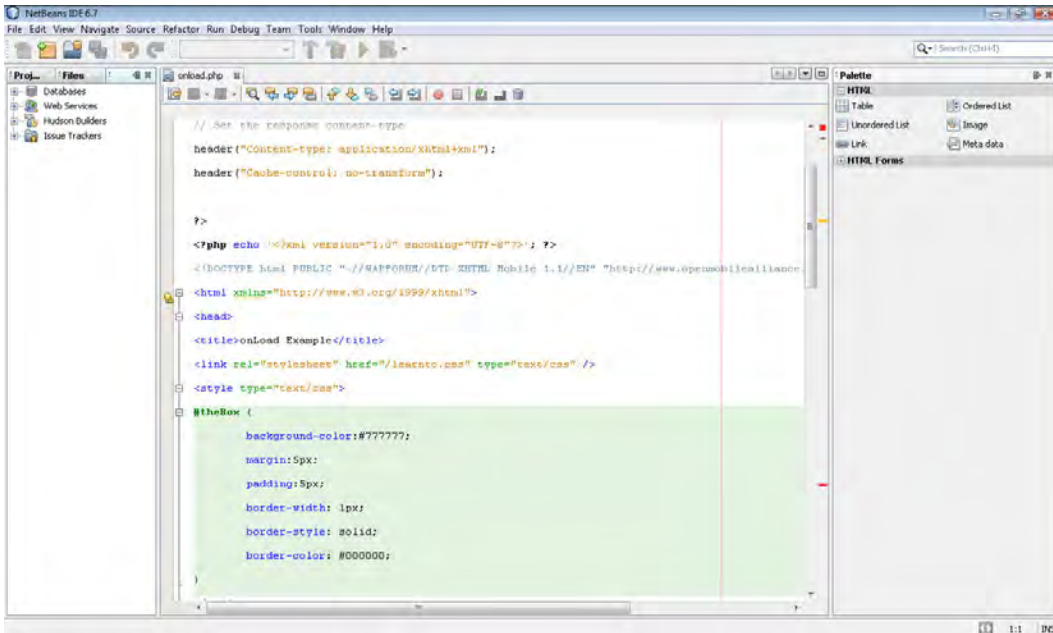 NetBeans IDE 6.7
File Edit View Navigate Source Refactor Run Debug Team Tools Window Help
Search (Ctrl+I)
Proj... Files
onload.php
Palette
Databases
Web Services
Hudson Builders
Issue Trackers
HTML
Table
Ordered List
Unordered List
Image
Link
Meta data
HTML Forms
// Set the response content-type
header("Content-type: application/xhtml+xml");
header("Cache-control: no-transform");
?>
<?php echo '<?xml version="1.0" encoding="UTF-8"?>'; ?>
<!DOCTYPE html PUBLIC "-//WAPFORUM//DTD XHTML Mobile 1.1//EN" "http://www.openmobilealliance.
<html xmlns="http://www.w3.org/1999/xhtml">
<head>
<title>onLoad Example</title>
<link rel="stylesheet" href="/learnto.css" type="text/css" />
<style type="text/css">
#theBox {
background-color:#777777;
margin:5px;
padding:5px;
border-width: 1px;
border-style: solid;
border-color: #000000;
}
1:1 INS